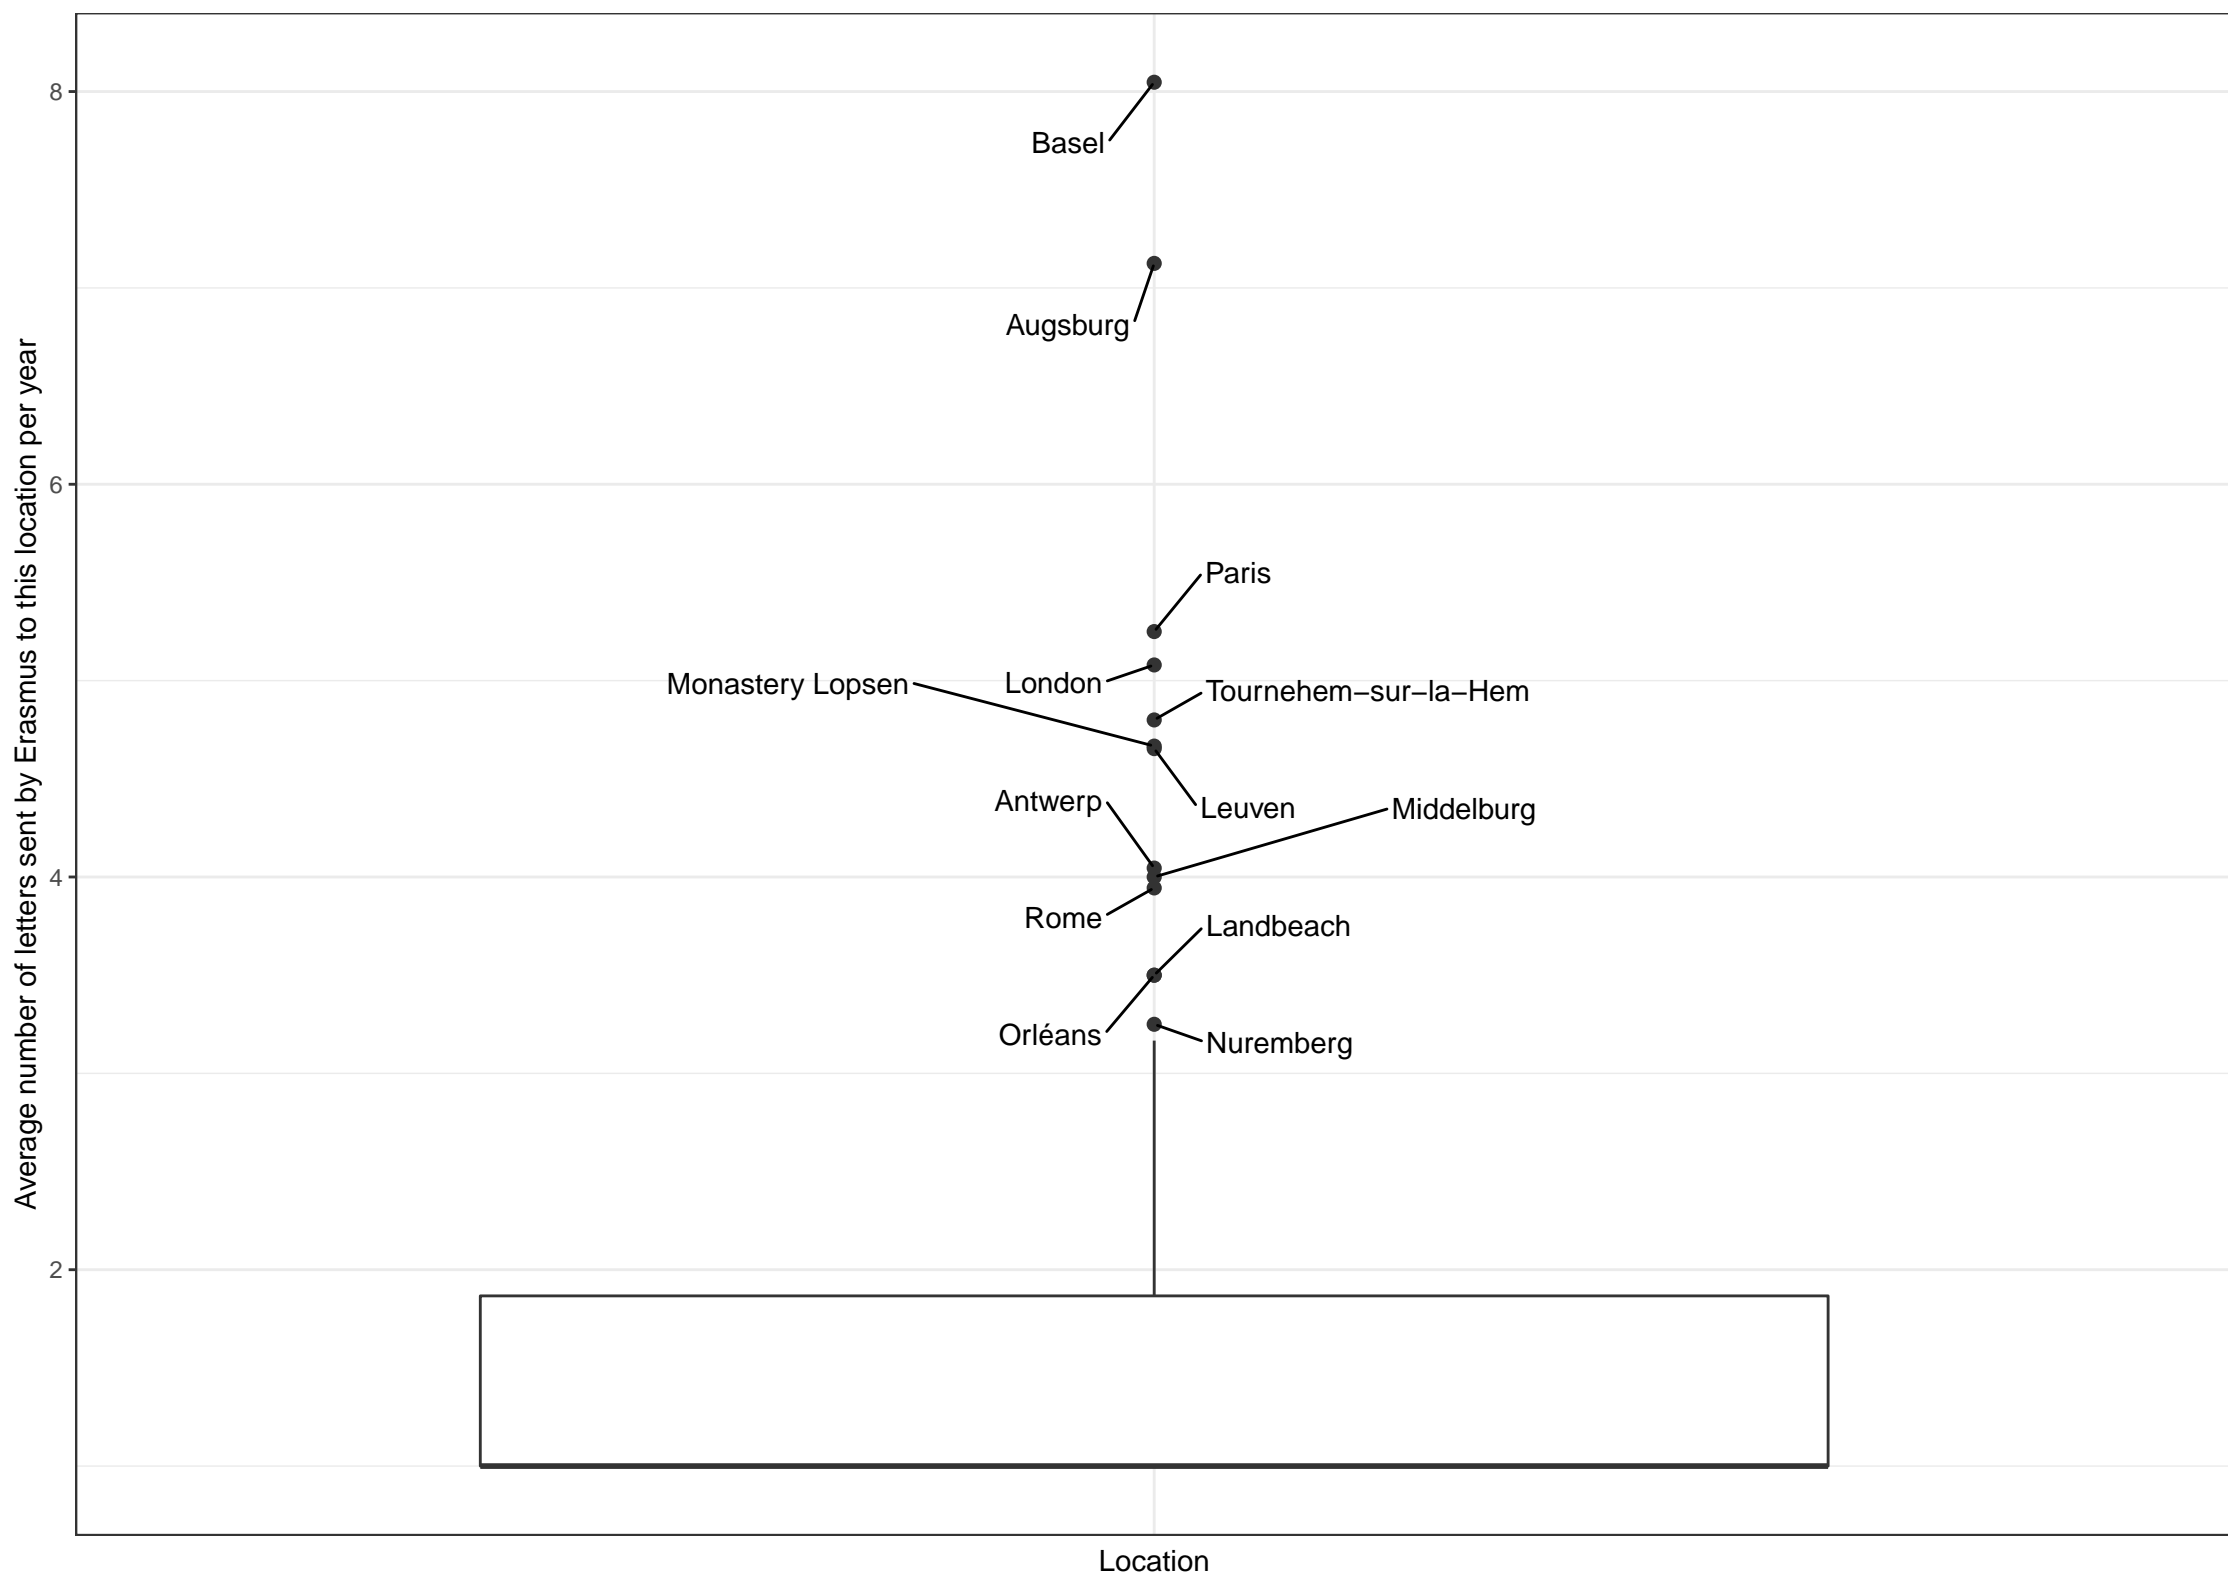 Average number of letters sent by Erasmus to this location per year
8
6
4
2
Basel
Augsburg
Paris
Monastery Lopsen
London
Tournehem−sur−la−Hem
Antwerp
Leuven
Middelburg
Rome
Landbeach
Orléans
Nuremberg
Location